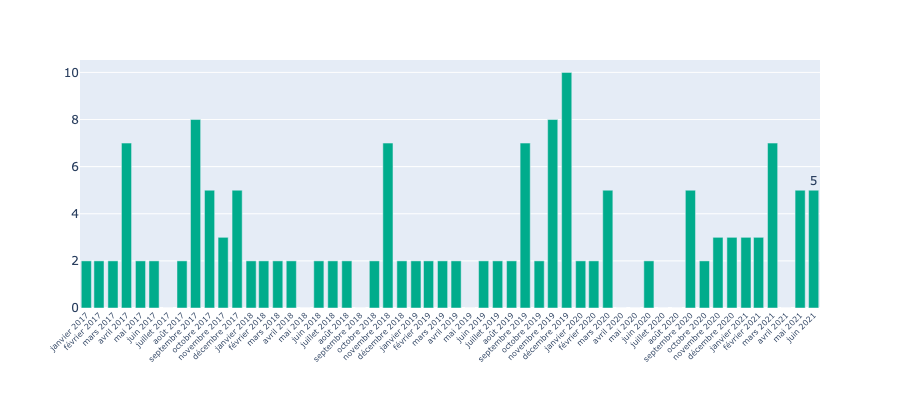 10
8
6
4
2
0
5
janvier 2017
février 2017
mars 2017
avril 2017
mai 2017
juin 2017
juillet 2017
août 2017
septembre 2017
octobre 2017
novembre 2017
décembre 2017
janvier 2018
février 2018
mars 2018
avril 2018
mai 2018
juin 2018
juillet 2018
août 2018
septembre 2018
octobre 2018
novembre 2018
décembre 2018
janvier 2019
février 2019
mars 2019
avril 2019
mai 2019
juin 2019
juillet 2019
août 2019
septembre 2019
octobre 2019
novembre 2019
décembre 2019
janvier 2020
février 2020
mars 2020
avril 2020
mai 2020
juin 2020
juillet 2020
août 2020
septembre 2020
octobre 2020
novembre 2020
décembre 2020
janvier 2021
février 2021
mars 2021
avril 2021
mai 2021
juin 2021